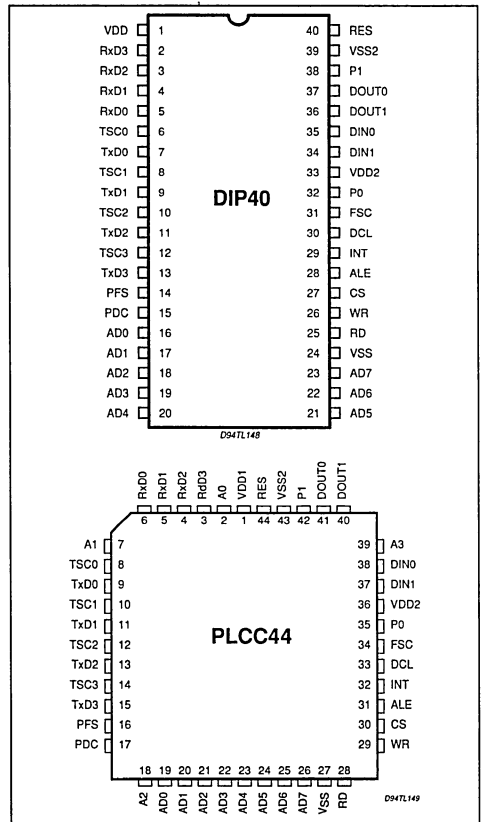 VDD 1 40 RES
RxD3 2 39 VSS2
RxD2 3 38 P1
RxD1 4 37 DOUT0
RxD0 5 36 DOUT1
TSC0 6 35 DIN0
TxD0 7 34 DIN1
TSC1 8 33 VDD2
TxD1 9 32 P0
DIP40
TSC2 10 31 FSC
TxD2 11 30 DCL
TSC3 12 29 INT
TxD3 13 28 ALE
PFS 14 27 CS
PDC 15 26 WR
AD0 16 25 RD
AD1 17 24 VSS
AD2 18 23 AD7
AD3 19 22 AD6
AD4 20 21 AD5
D94TL148
RxD0 RxD1 RxD2 RdD3 A0 VDD1 RES VSS2 P1 DOUT0 DOUT1
6 5 4 3 2 1 44 43 42 41 40
A1 7 39 A3
TSC0 8 38 DIN0
TxD0 9 37 DIN1
TSC1 10 36 VDD2
TxD1 11 35 P0
PLCC44
TSC2 12 34 FSC
TxD2 13 33 DCL
TSC3 14 32 INT
TxD3 15 31 ALE
PFS 16 30 CS
PDC 17 29 WR
18 19 20 21 22 23 24 25 26 27 28
A2 AD0 AD1 AD2 AD3 AD4 AD5 AD6 AD7 VSS RD
D94TL149